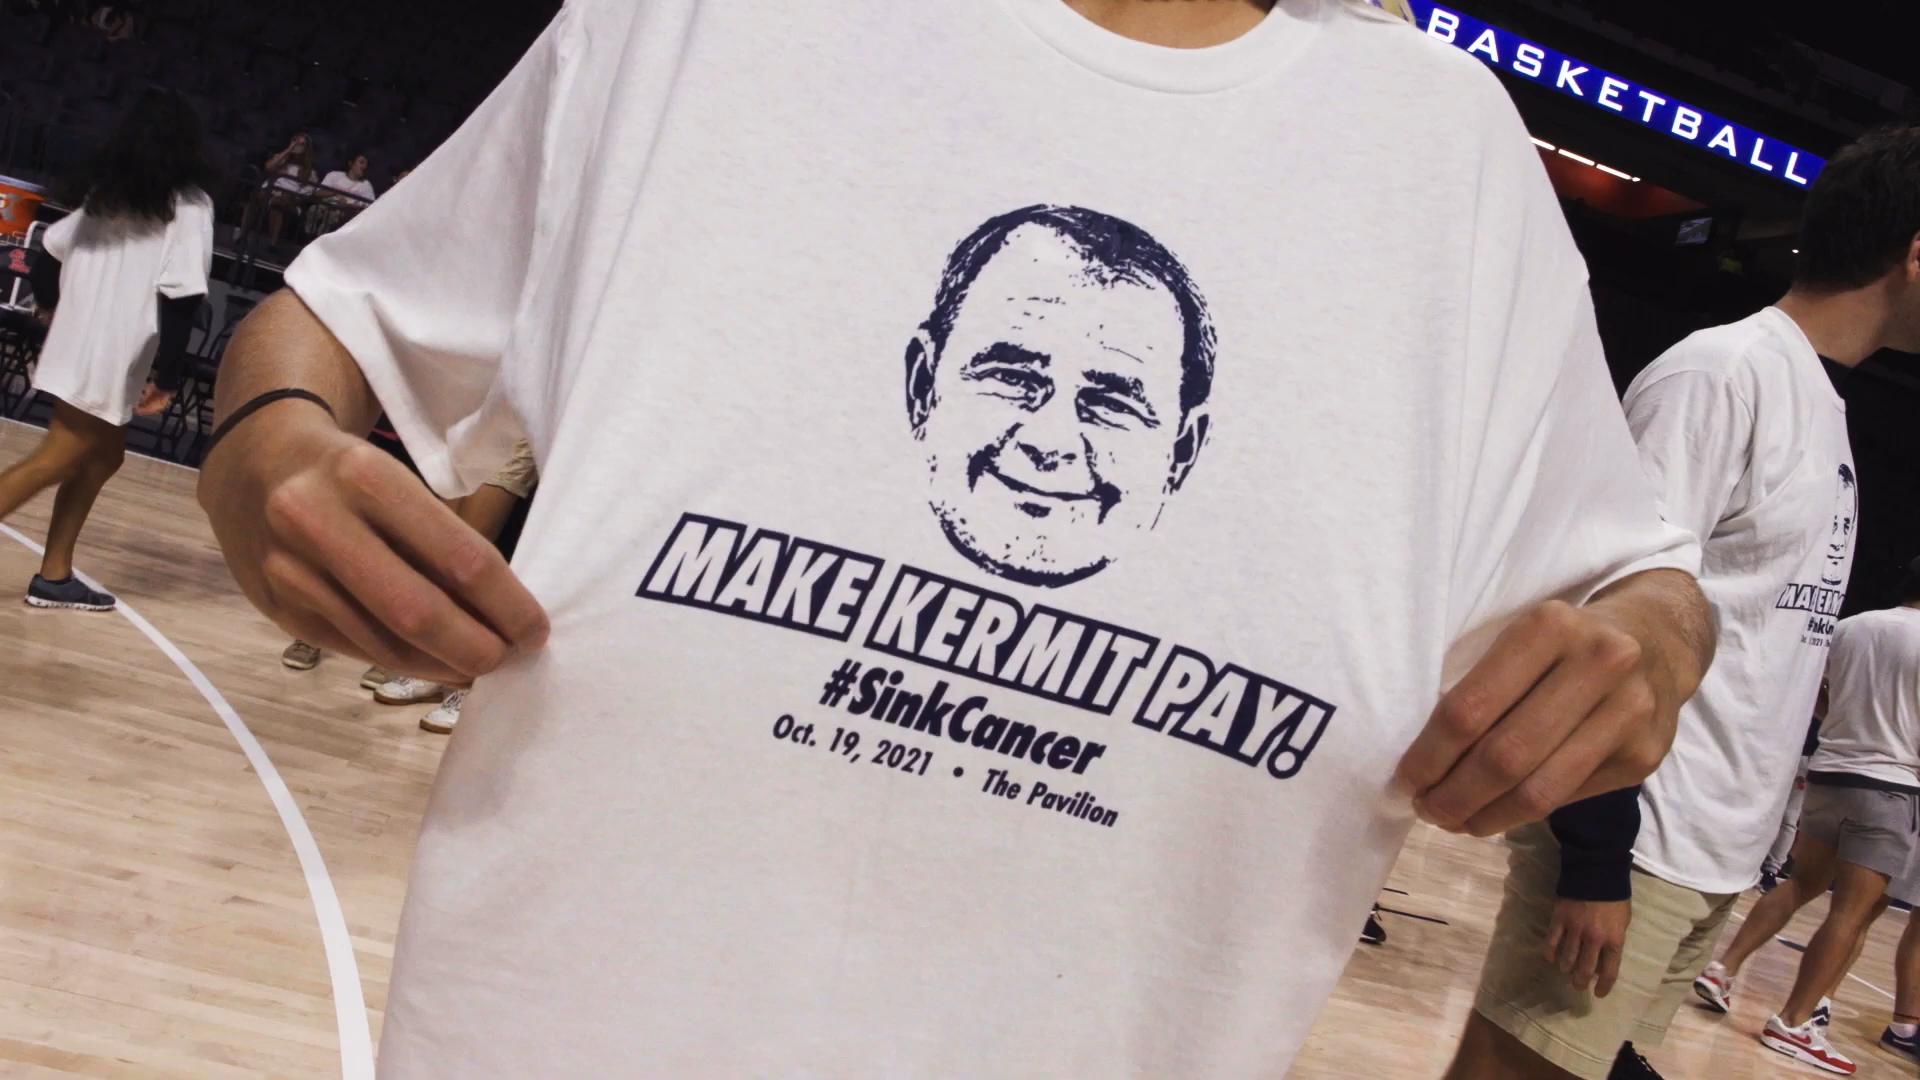 BASKETBALL
MAKE KERMIT PAY!
#SinkCancer
Oct. 19, 2021 • The Pavilion